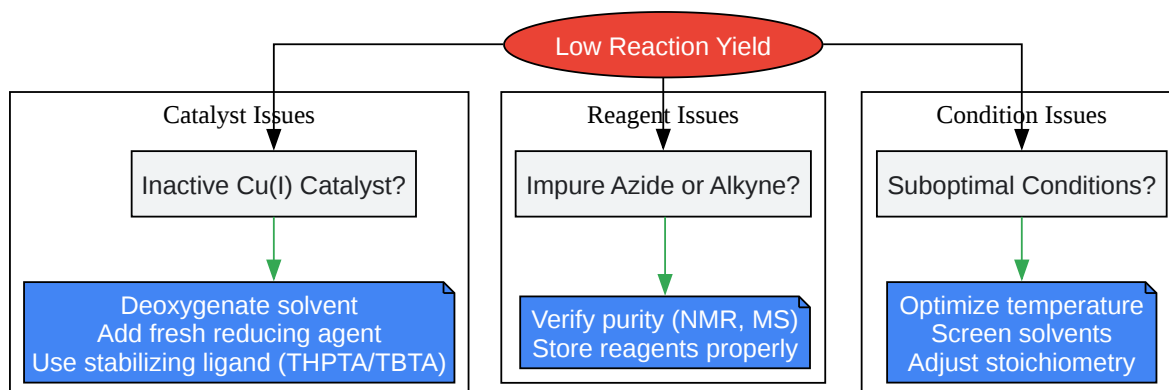 Low Reaction Yield
Catalyst Issues
Inactive Cu(I) Catalyst?
Deoxygenate solvent
Add fresh reducing agent
Use stabilizing ligand (THPTA/TBTA)
Reagent Issues
Impure Azide or Alkyne?
Verify purity (NMR, MS)
Store reagents properly
Condition Issues
Suboptimal Conditions?
Optimize temperature
Screen solvents
Adjust stoichiometry